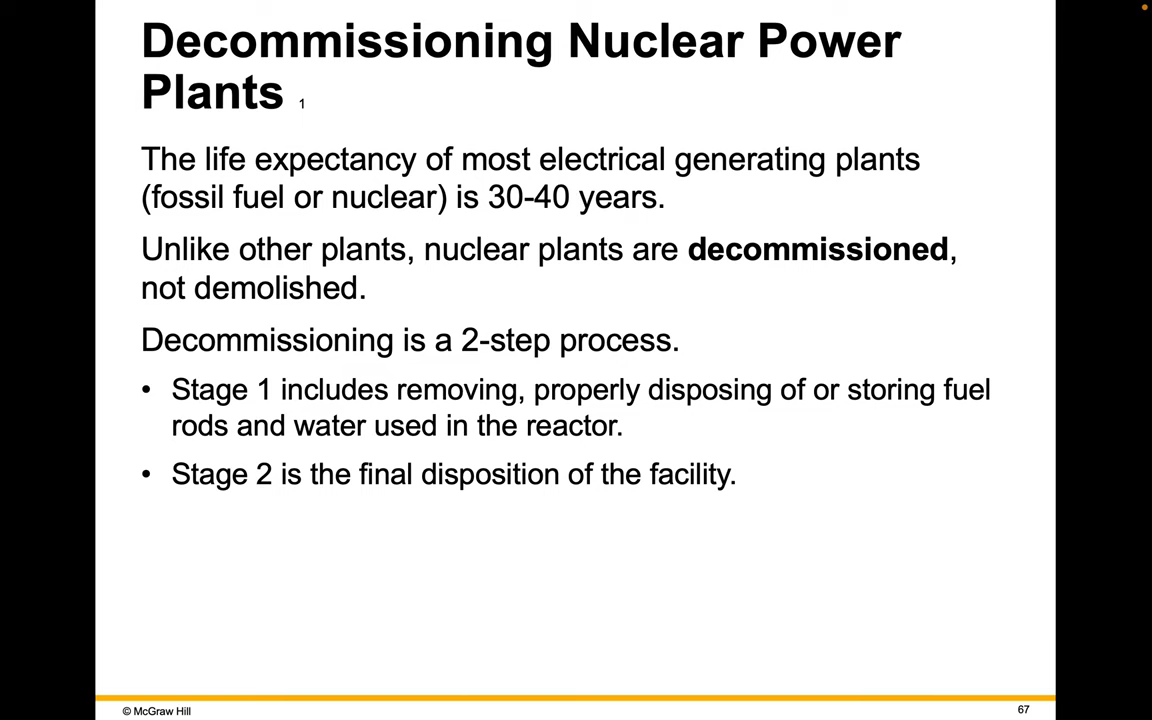 Decommissioning Nuclear Power
Plants 1
The life expectancy of most electrical generating plants
(fossil fuel or nuclear) is 30-40 years.
Unlike other plants, nuclear plants are decommissioned,
not demolished.
Decommissioning is a 2-step process.
• Stage 1 includes removing, properly disposing of or storing fuel
rods and water used in the reactor.
• Stage 2 is the final disposition of the facility.
© McGraw Hill
67